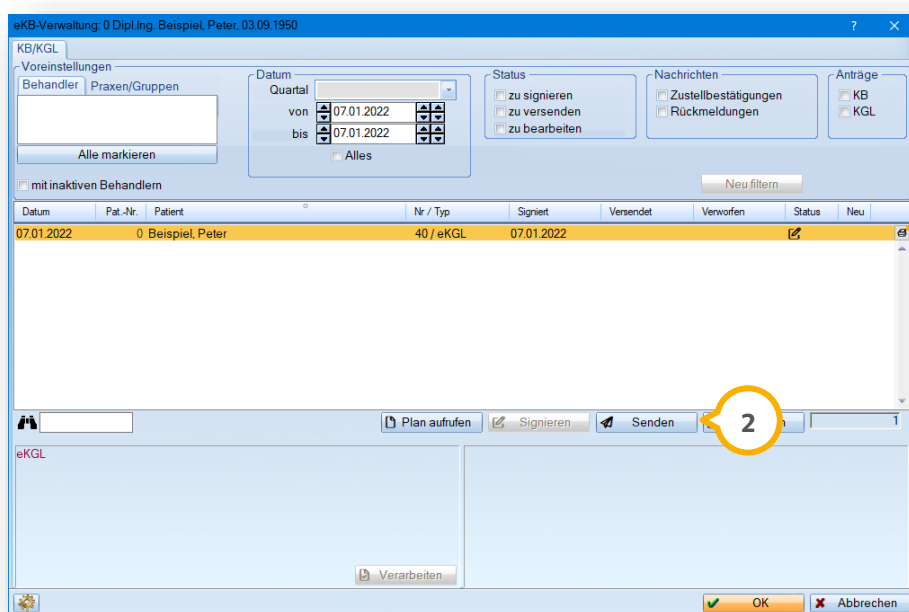 eKB-Verwaltung: 0 Dipl.Ing. Beispiel, Peter, 03.09.1950
KB/KGL
Voreinstellungen
Behandler Praxen/Gruppen
Alle markieren
mit inaktiven Behandlern
Datum
Quartal
von 07.01.2022
bis 07.01.2022
Alles
Status
zu signieren
zu versenden
zu bearbeiten
Nachrichten
Zustellbestätigungen
Rückmeldungen
Anträge
KB
KGL
Neu filtern
Datum Pat.-Nr. Patient Nr / Typ Signiert Versendet Verworfen Status Neu
07.01.2022 0 Beispiel, Peter 40 / eKGL 07.01.2022
Plan aufrufen Signieren Senden 2 1
eKGL
Verarbeiten
OK Abbrechen